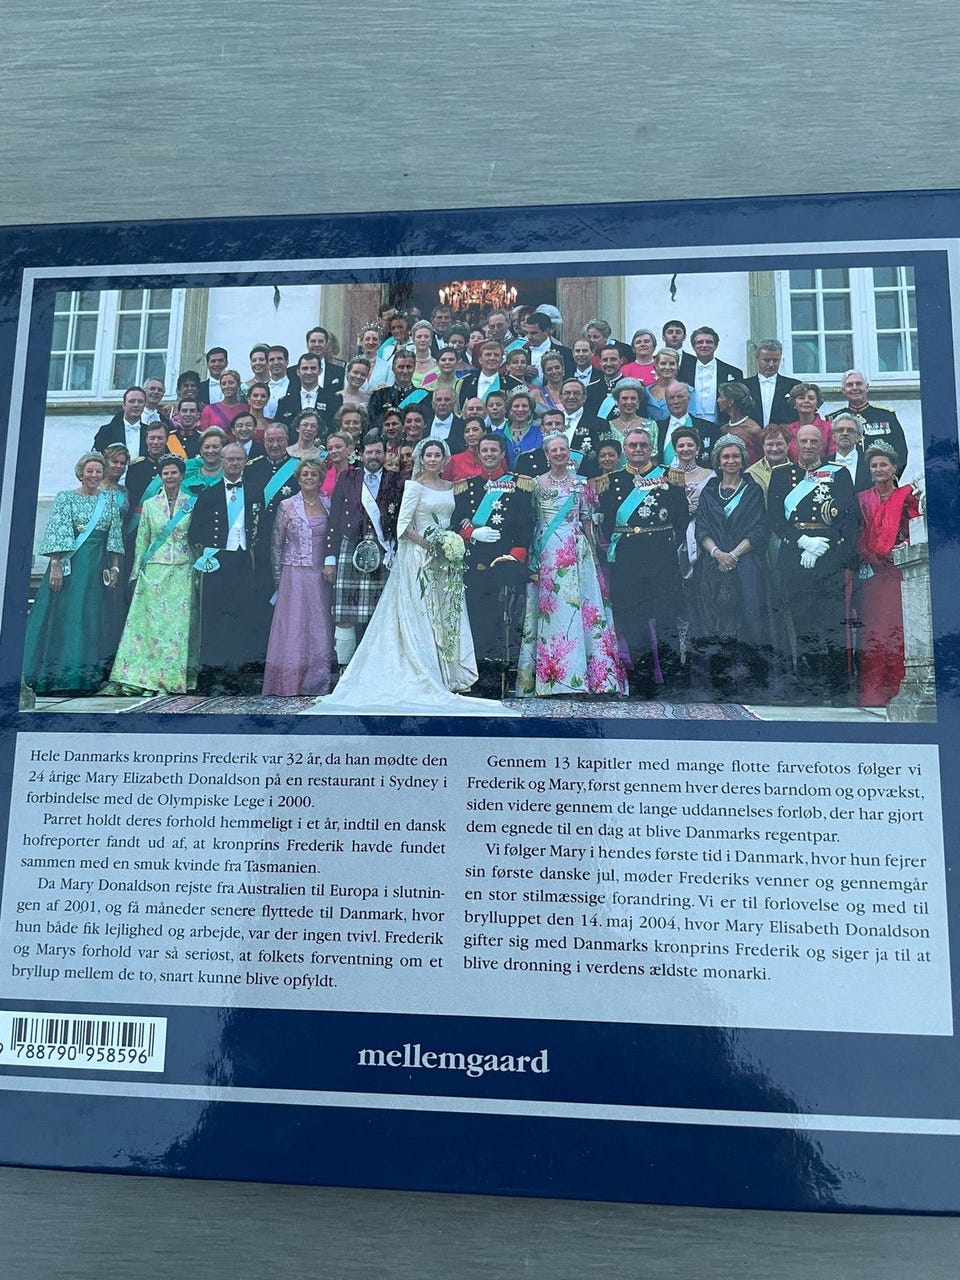 Hele Danmarks kronprins Frederik var 32 år, da han mødte den
24 årige Mary Elizabeth Donaldson på en restaurant i Sydney i
forbindelse med de Olympiske Lege i 2000.
Parret holdt deres forhold hemmeligt i et år, indtil en dansk
hofreporter fandt ud af, at kronprins Frederik havde fundet
sammen med en smuk kvinde fra Tasmanien.
Da Mary Donaldson rejste fra Australien til Europa i slutnin-
gen af 2001, og få måneder senere flyttede til Danmark, hvor
hun både fik lejlighed og arbejde, var der ingen tvivl. Frederik
og Marys forhold var så seriøst, at folkets forventning om et
bryllup mellem de to, snart kunne blive opfyldt.
Gennem 13 kapitler med mange flotte farvefotos følger vi
Frederik og Mary, først gennem hver deres barndom og opvækst,
siden videre gennem de lange uddannelses forløb, der har gjort
dem egnede til en dag at blive Danmarks regentpar.
Vi følger Mary i hendes første tid i Danmark, hvor hun fejrer
sin første danske jul, møder Frederiks venner og gennemgår
en stor stilmæssige forandring. Vi er til forlovelse og med til
brylluppet den 14. maj 2004, hvor Mary Elisabeth Donaldson
gifter sig med Danmarks kronprins Frederik og siger ja til at
blive dronning i verdens ældste monarki.
9 788790 958596
mellemgaard